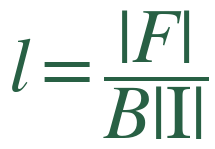 l = |F| / B|I|